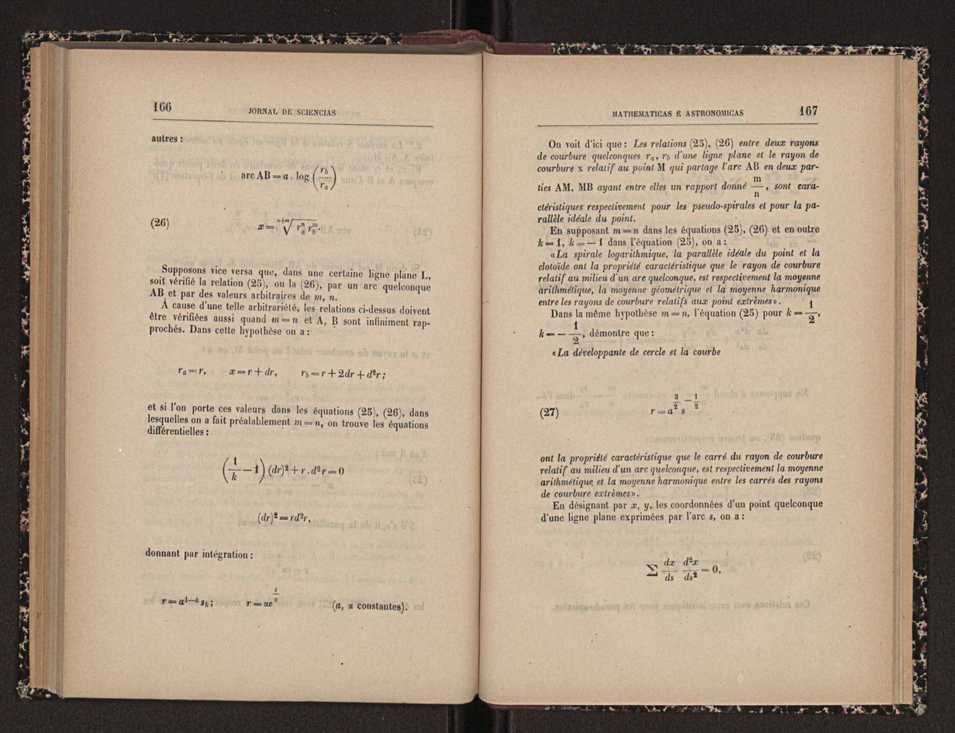 166
JORNAL DE SCIENCIAS
autres :
arc AB = a . log (r_b / r_a)
(26) x = ᵐ⁺ⁿ√(r_a^n r_b^m).
Supposons vice versa que, dans une certaine ligne plane L,
soit vérifié la relation (25), ou la (26), par un arc quelconque
AB et par des valeurs arbitraires de m, n.
A cause d'une telle arbitrariété, les relations ci-dessus doivent
être vérifiées aussi quand m = n et A, B sont infiniment rap-
prochés. Dans cette hypothèse on a :
r_a = r, x = r + dr, r_b = r + 2dr + d²r ;
et si l'on porte ces valeurs dans les équations (25), (26), dans
lesquelles on a fait préalablement m = n, on trouve les équations
différentielles :
(1/k − 1) (dr)² + r . d²r = 0
(dr)² = rd²r,
donnant par intégration :
(a, α constantes).
167
MATHEMATICAS E ASTRONOMICAS
On voit d'ici que : Les relations (25), (26) entre deux rayons
de courbure quelconques r_a, r_b d'une ligne plane et le rayon de
courbure x relatif au point M qui partage l'arc AB en deux par-
ties AM, MB ayant entre elles un rapport donné m/n, sont cara-
ctéristiques respectivement pour les pseudo-spirales et pour la pa-
rallèle idéale du point.
En supposant m = n dans les équations (25), (26) et en outre
k = 1, k = − 1 dans l'équation (25), on a :
«La spirale logarithmique, la parallèle idéale du point et la
clotoïde ont la propriété caractéristique que le rayon de courbure
relatif au milieu d'un arc quelconque, est respectivement la moyenne
arithmétique, la moyenne géométrique et la moyenne harmonique
entre les rayons de courbure relatifs aux point extrêmes».
Dans la même hypothèse m = n, l'équation (25) pour k = 1/2,
k = − 1/2, démontre que :
«La développante de cercle et la courbe
(27) r = a^(3/2) s^(−1/2)
ont la propriété caractéristique que le carré du rayon de courbure
relatif au milieu d'un arc quelconque, est respectivement la moyenne
arithmétique et la moyenne harmonique entre les carrés des rayons
de courbure extrêmes».
En désignant par x, y, les coordonnées d'un point quelconque
d'une ligne plane exprimées par l'arc s, on a :
Σ dx/ds d²x/ds² = 0,